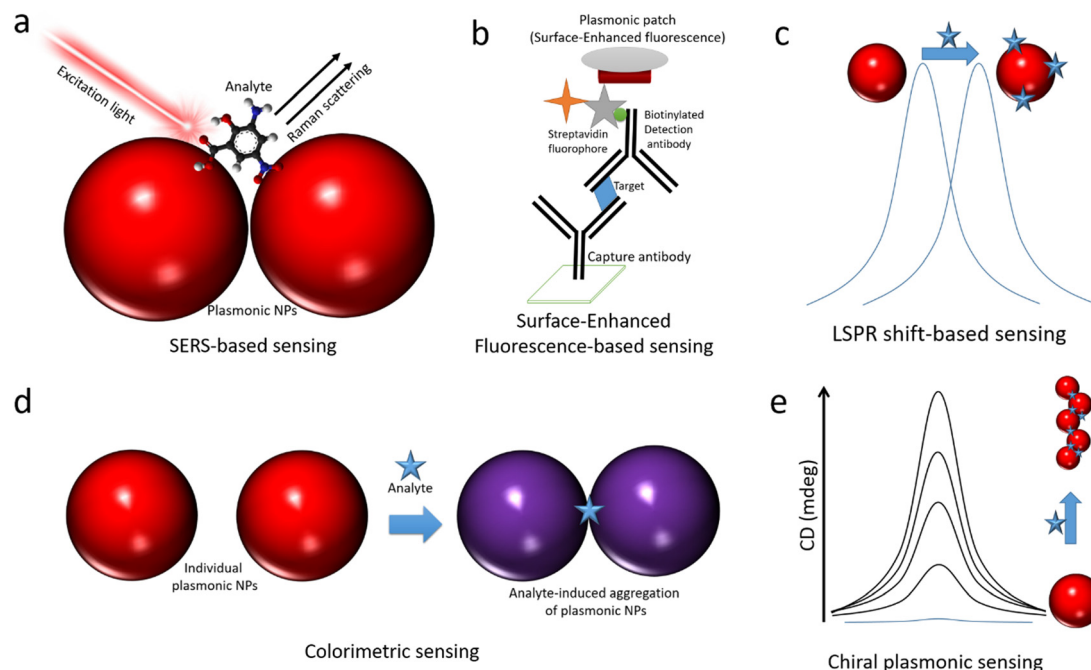 a
Excitation light
Analyte
Raman scattering
Plasmonic NPs
SERS-based sensing
b
Plasmonic patch
(Surface-Enhanced fluorescence)
Streptavidin
fluorophore
Biotinylated
Detection
antibody
Target
Capture antibody
Surface-Enhanced
Fluorescence-based sensing
c
LSPR shift-based sensing
d
Individual
plasmonic NPs
Analyte
Analyte-induced aggregation
of plasmonic NPs
Colorimetric sensing
e
CD (mdeg)
Chiral plasmonic sensing